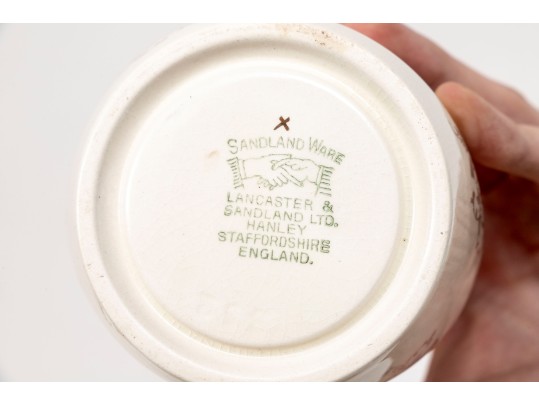 X
SANDLAND WARE
LANCASTER &
SANDLAND LTD.
HANLEY
STAFFORDSHIRE
ENGLAND.